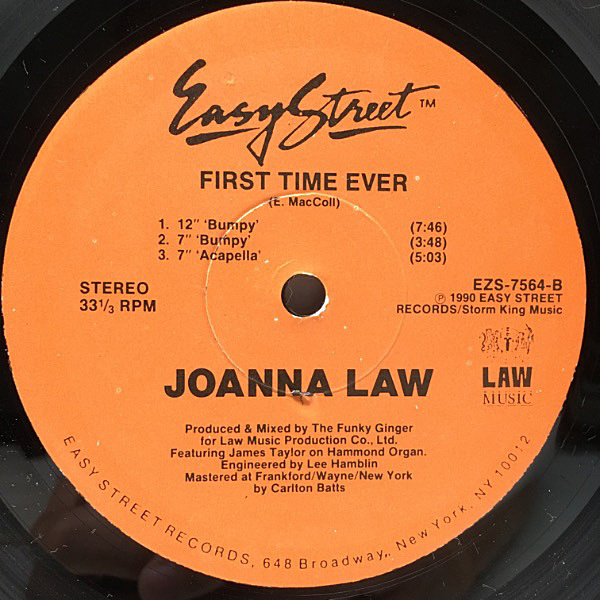 Easy Street ™
FIRST TIME EVER
(E. MacColl)
1. 12" 'Bumpy' (7:46)
2. 7" 'Bumpy' (3:48)
3. 7" 'Acapella' (5:03)
STEREO
33 1/3 RPM
EZS-7564-B
Ⓟ 1990 EASY STREET
RECORDS/Storm King Music
JOANNA LAW
LAW
MUSIC
Produced & Mixed by The Funky Ginger
for Law Music Production Co., Ltd.
Featuring James Taylor on Hammond Organ.
Engineered by Lee Hamblin
Mastered at Frankford/Wayne/New York
by Carlton Batts
EASY STREET RECORDS, 648 Broadway, New York, NY 10012